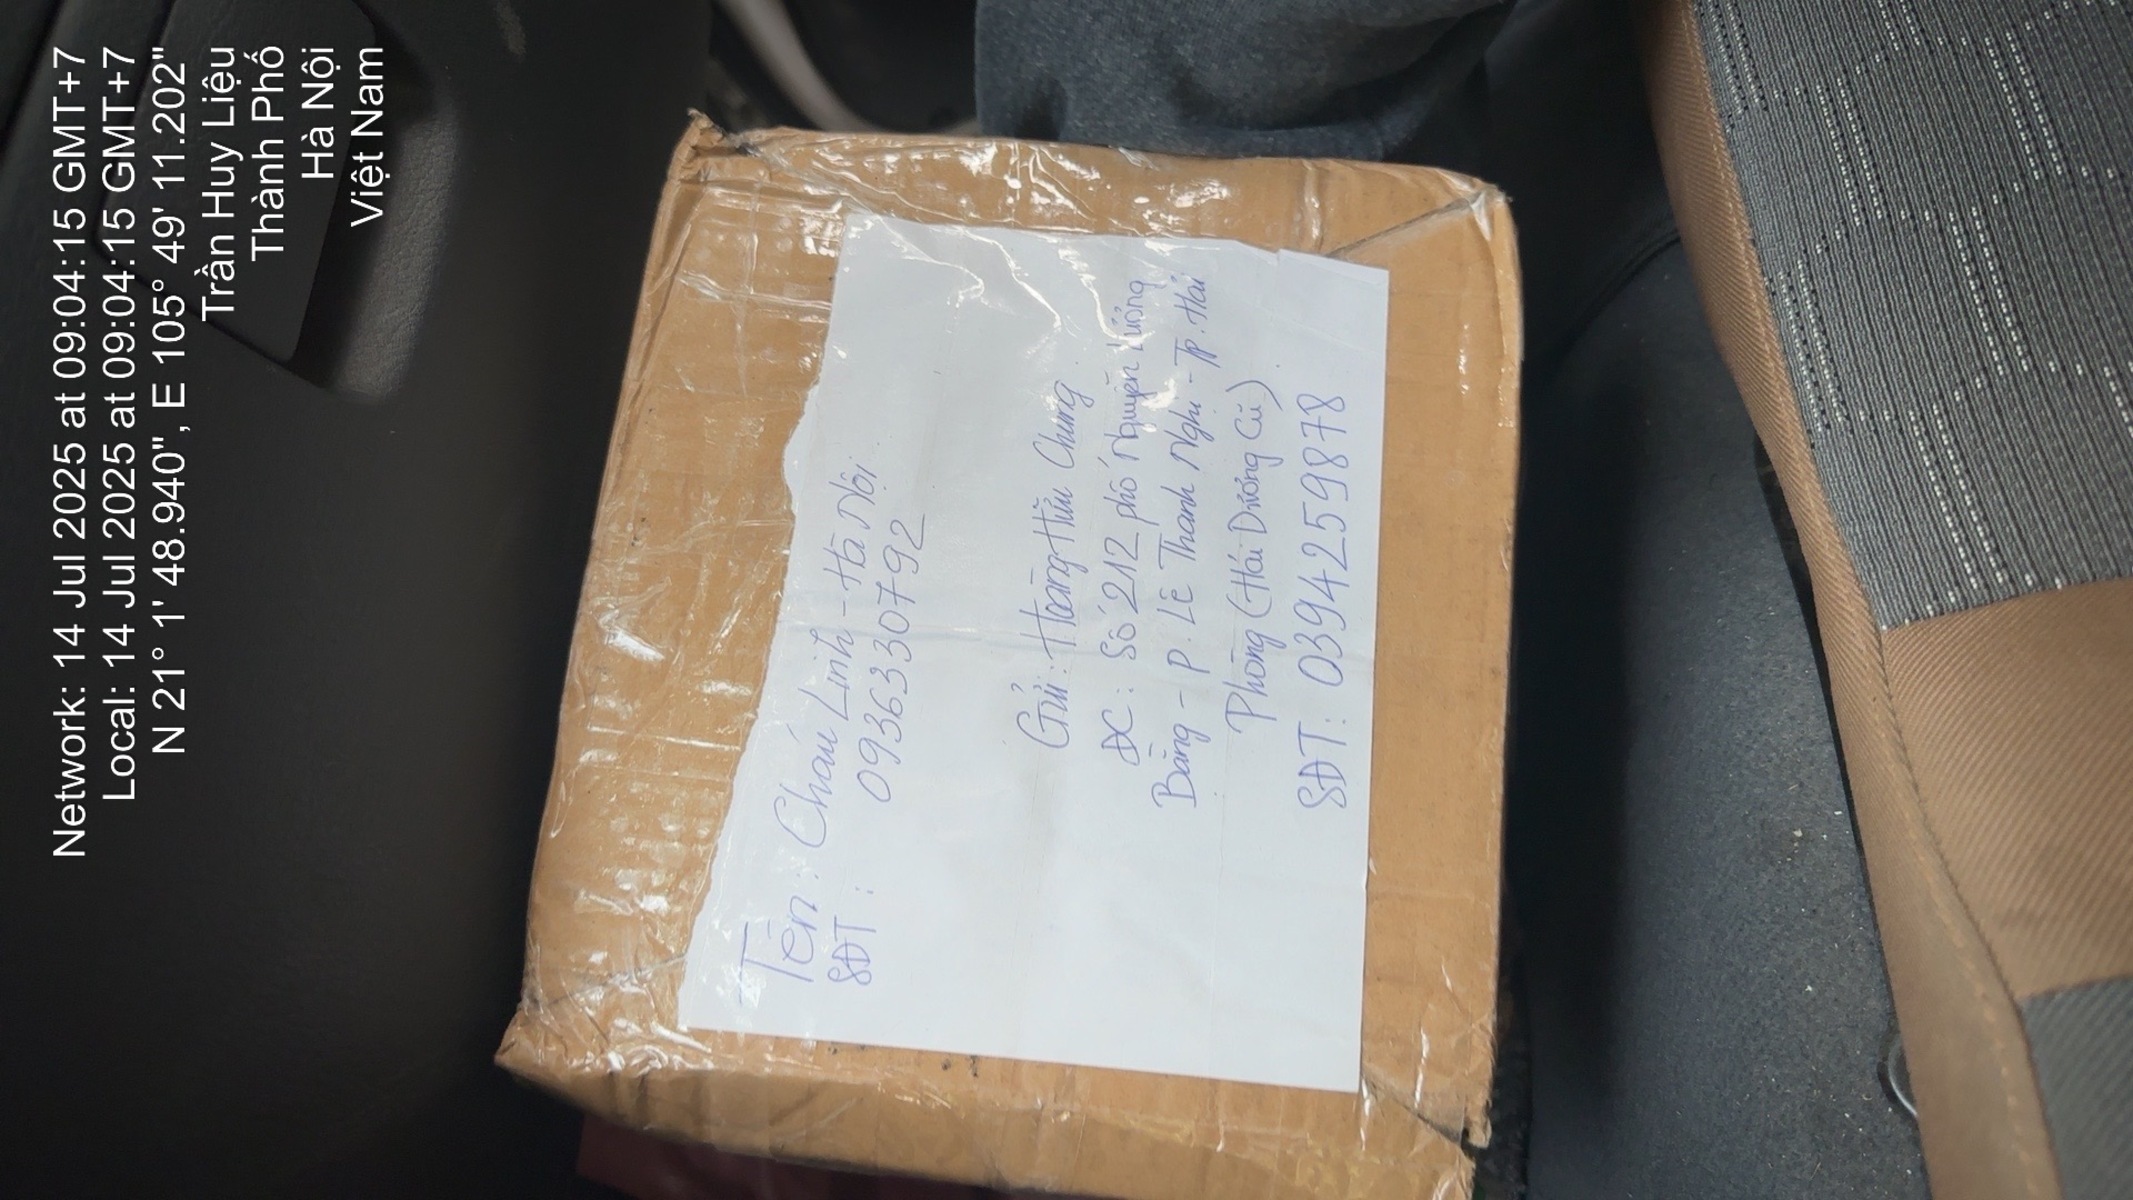 Network: 14 Jul 2025 at 09:04:15 GMT+7
Local: 14 Jul 2025 at 09:04:15 GMT+7
N 21° 1' 48.940", E 105° 49' 11.202"
Trần Huy Liệu
Thành Phố
Hà Nội
Việt Nam
Tên: Cháu Linh - Hà Nội
SĐT: 0936330792
Gửi: Hoàng Hữu Chung
ĐC: Số 212 phố Nguyễn Lương
Bằng - P. Lê Thanh Nghị - TP. Hải
Phòng (Hải Dương Cũ)
SĐT: 0394259878